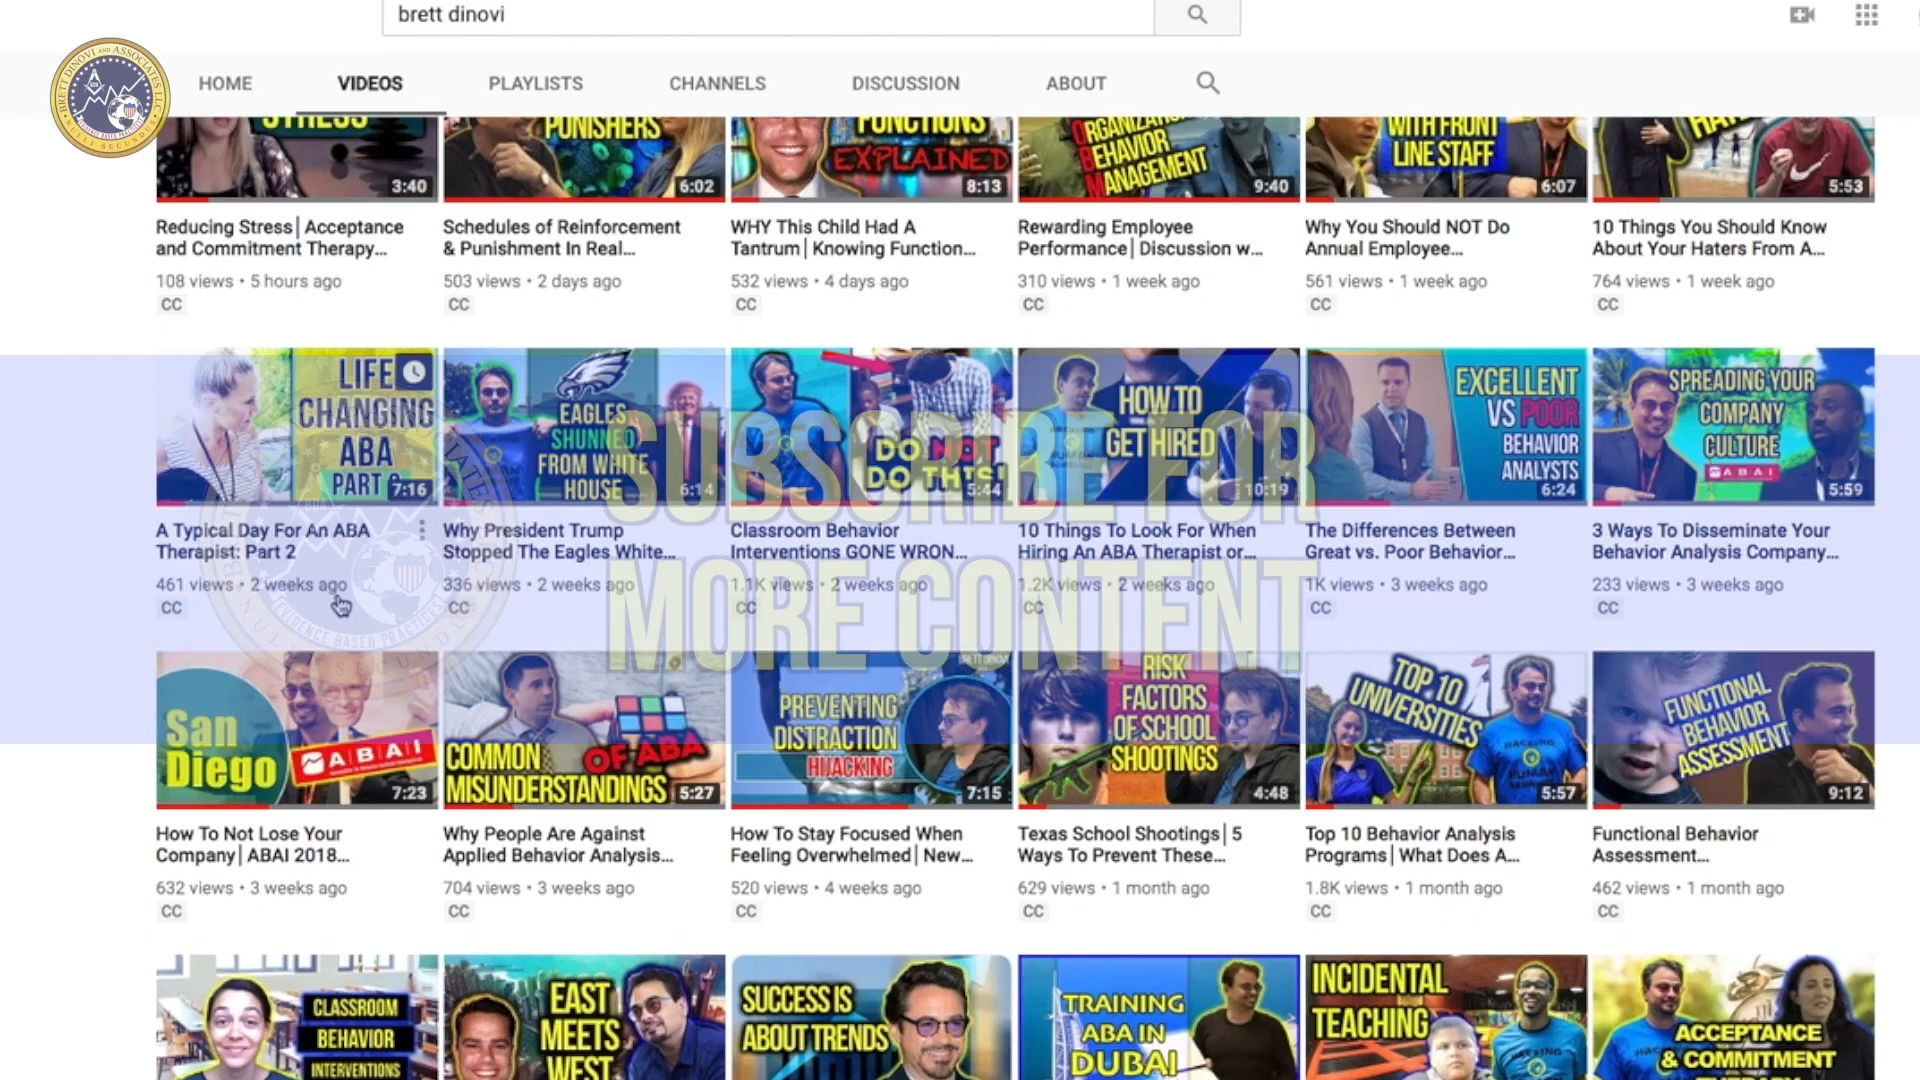 brett dinovi
BRETT DINOVI AND ASSOCIATES LLC
EVIDENCE BASED PRACTICES
NULLI SECUNDUS
HOME VIDEOS PLAYLISTS CHANNELS DISCUSSION ABOUT
STRESS
PUNISHERS
FUNCTIONS
EXPLAINED
ORGANIZATIONAL
BEHAVIOR
MANAGEMENT
WITH FRONT
LINE STAFF
3:40 6:02 8:13 9:40 6:07 5:53
Reducing Stress| Acceptance
and Commitment Therapy...
108 views • 5 hours ago
CC
Schedules of Reinforcement
& Punishment In Real...
503 views • 2 days ago
CC
WHY This Child Had A
Tantrum| Knowing Function...
532 views • 4 days ago
CC
Rewarding Employee
Performance| Discussion w...
310 views • 1 week ago
CC
Why You Should NOT Do
Annual Employee...
561 views • 1 week ago
CC
10 Things You Should Know
About Your Haters From A...
764 views • 1 week ago
CC
SUBSCRIBE FOR
MORE CONTENT
LIFE
CHANGING
ABA
PART
7:16
A Typical Day For An ABA
Therapist: Part 2
461 views • 2 weeks ago
CC
EAGLES
SHUNNED
FROM WHITE
HOUSE
6:14
Why President Trump
Stopped The Eagles White...
336 views • 2 weeks ago
CC
DO NOT
DO THIS!
5:44
Classroom Behavior
Interventions GONE WRON...
1.1K views • 2 weeks ago
CC
HOW TO
GET HIRED
10:19
10 Things To Look For When
Hiring An ABA Therapist or...
1.2K views • 2 weeks ago
CC
EXCELLENT
VS POOR
BEHAVIOR
ANALYSTS
6:24
The Differences Between
Great vs. Poor Behavior...
1K views • 3 weeks ago
CC
SPREADING YOUR
COMPANY
CULTURE
ABAI
5:59
3 Ways To Disseminate Your
Behavior Analysis Company...
233 views • 3 weeks ago
CC
San
Diego
ABAI
7:23
How To Not Lose Your
Company| ABAI 2018...
632 views • 3 weeks ago
CC
COMMON
MISUNDERSTANDINGS
OF ABA
5:27
Why People Are Against
Applied Behavior Analysis...
704 views • 3 weeks ago
CC
PREVENTING
DISTRACTION
HIJACKING
7:15
How To Stay Focused When
Feeling Overwhelmed| New...
520 views • 4 weeks ago
CC
RISK
FACTORS
OF SCHOOL
SHOOTINGS
4:48
Texas School Shootings| 5
Ways To Prevent These...
629 views • 1 month ago
CC
TOP 10
UNIVERSITIES
HACKING
HUMAN
5:57
Top 10 Behavior Analysis
Programs| What Does A...
1.8K views • 1 month ago
CC
FUNCTIONAL
BEHAVIOR
ASSESSMENT
9:12
Functional Behavior
Assessment...
462 views • 1 month ago
CC
CLASSROOM
BEHAVIOR
INTERVENTIONS
EAST
MEETS
WEST
SUCCESS IS
ABOUT TRENDS
TRAINING
ABA IN
DUBAI
INCIDENTAL
TEACHING
HACKING
ACCEPTANCE
& COMMITMENT